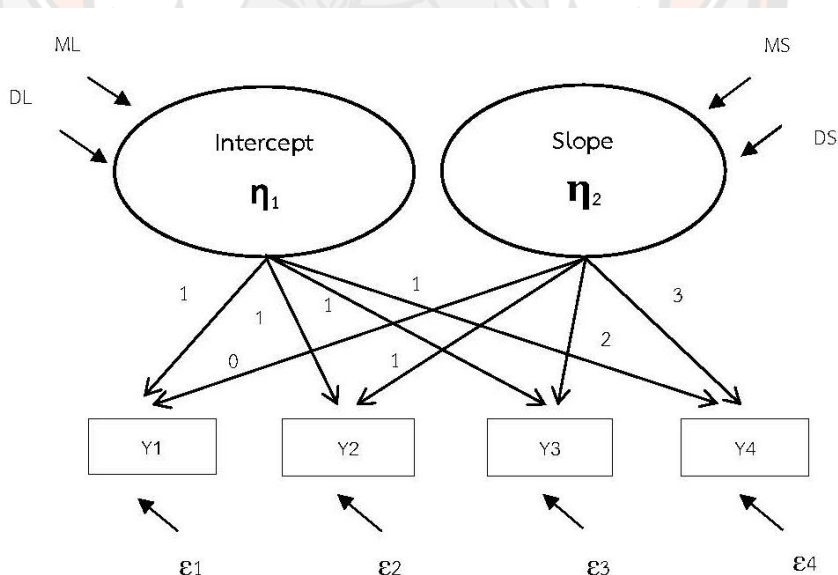 ML
MS
DL
DS
Intercept
η1
Slope
η2
1
1
1
1
3
0
1
2
Y1
Y2
Y3
Y4
ε1
ε2
ε3
ε4